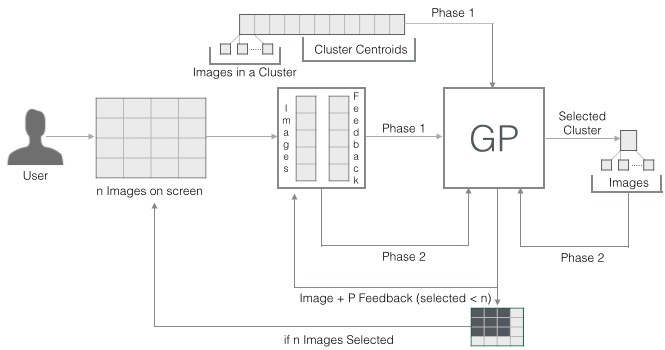 Phase 1
Cluster Centroids
Images in a Cluster
Images
Feedback
Phase 1
GP
Selected
Cluster
User
n Images on screen
Images
Phase 2
Phase 2
Image + P Feedback (selected < n)
if n Images Selected